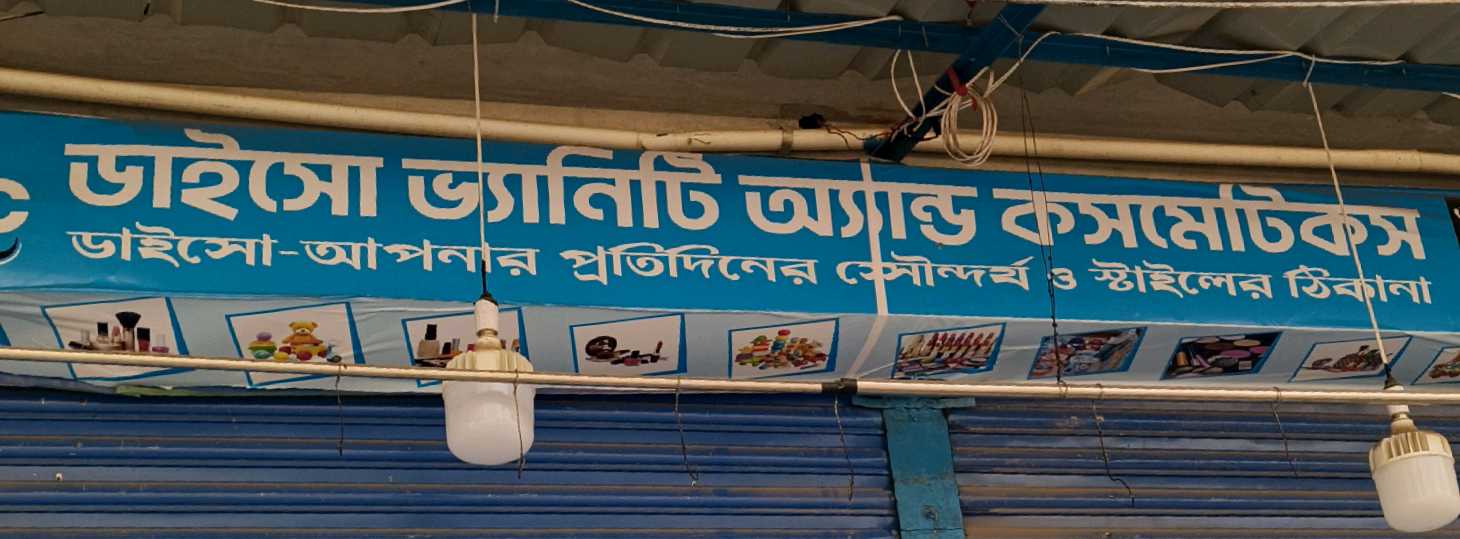 ডাইসো ভ্যানিটি অ্যান্ড কসমেটিকস
ডাইসো-আপনার প্রতিদিনের সৌন্দর্য ও স্টাইলের ঠিকানা